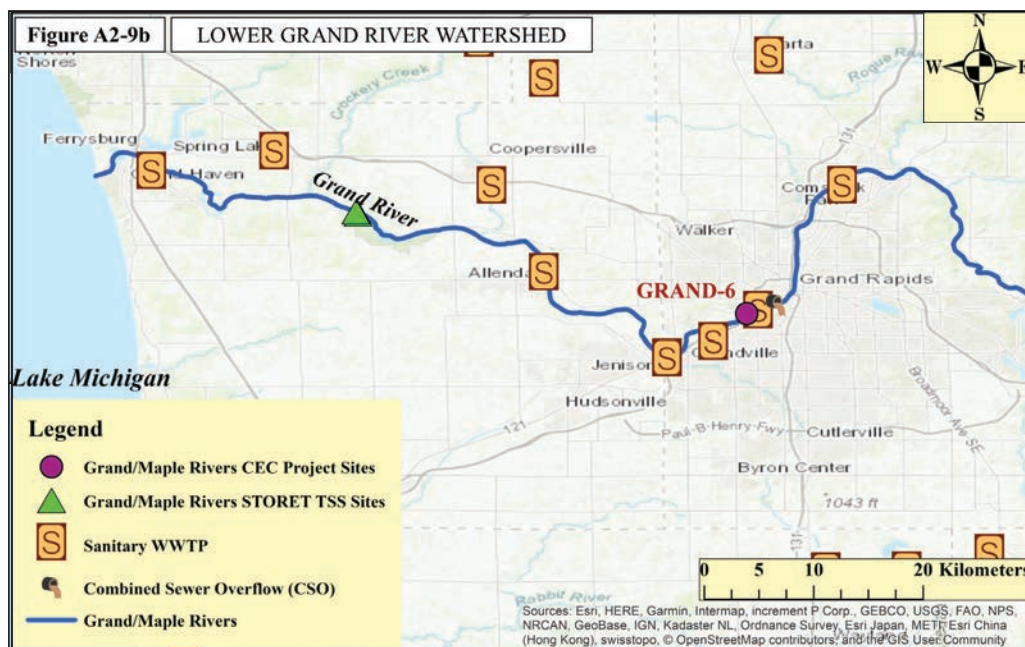 Figure A2-9b
LOWER GRAND RIVER WATERSHED
N
W
E
S
Shores
Crockery Creek
131
Ferrysburg
Spring Lak
Coopersville
Haven
Grand River
Walker
Allenda
Grand Rapids
GRAND-6
Jenison
Lake Michigan
Hudsonville
121
Paul-B-Henry-Fwy
Cutlerville
Broadmoor Ave SE
Byron Center
1043 ft
131
Rabbit River
Legend
Grand/Maple Rivers CEC Project Sites
Grand/Maple Rivers STORET TSS Sites
S
Sanitary WWTP
Combined Sewer Overflow (CSO)
Grand/Maple Rivers
0 5 10 20 Kilometers
Sources: Esri, HERE, Garmin, Intermap, increment P Corp., GEBCO, USGS, FAO, NPS,
NRCAN, GeoBase, IGN, Kadaster NL, Ordnance Survey, Esri Japan, METI, Esri China
(Hong Kong), swisstopo, © OpenStreetMap contributors, and the GIS User Community